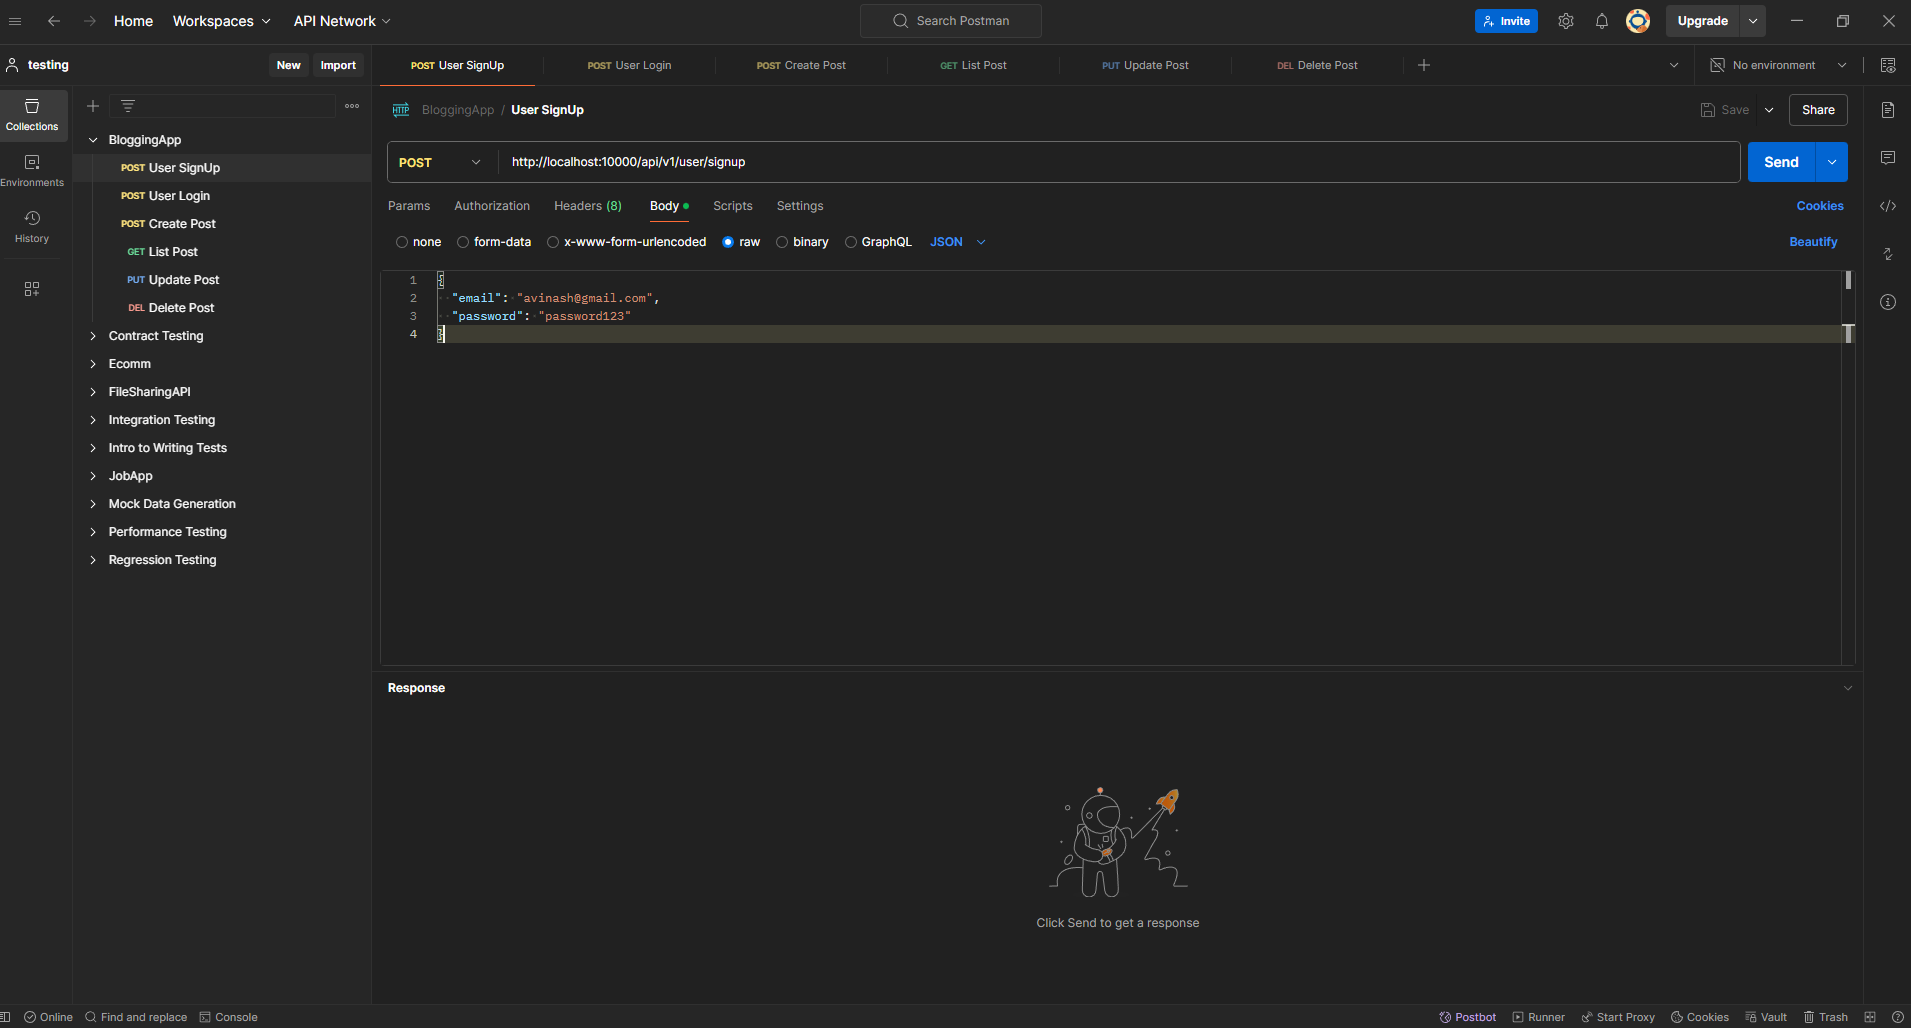 Home Workspaces API Network Search Postman Invite Upgrade
testing New Import POST User SignUp POST User Login POST Create Post GET List Post PUT Update Post DEL Delete Post No environment
Collections
Environments
History
BloggingApp
POST User SignUp
POST User Login
POST Create Post
GET List Post
PUT Update Post
DEL Delete Post
Contract Testing
Ecomm
FileSharingAPI
Integration Testing
Intro to Writing Tests
JobApp
Mock Data Generation
Performance Testing
Regression Testing
HTTP BloggingApp / User SignUp Save Share
POST http://localhost:10000/api/v1/user/signup Send
Params Authorization Headers (8) Body Scripts Settings Cookies
none form-data x-www-form-urlencoded raw binary GraphQL JSON Beautify
1 {
2 "email": "avinash@gmail.com",
3 "password": "password123"
4 }
Response
Click Send to get a response
Online Find and replace Console Postbot Runner Start Proxy Cookies Vault Trash